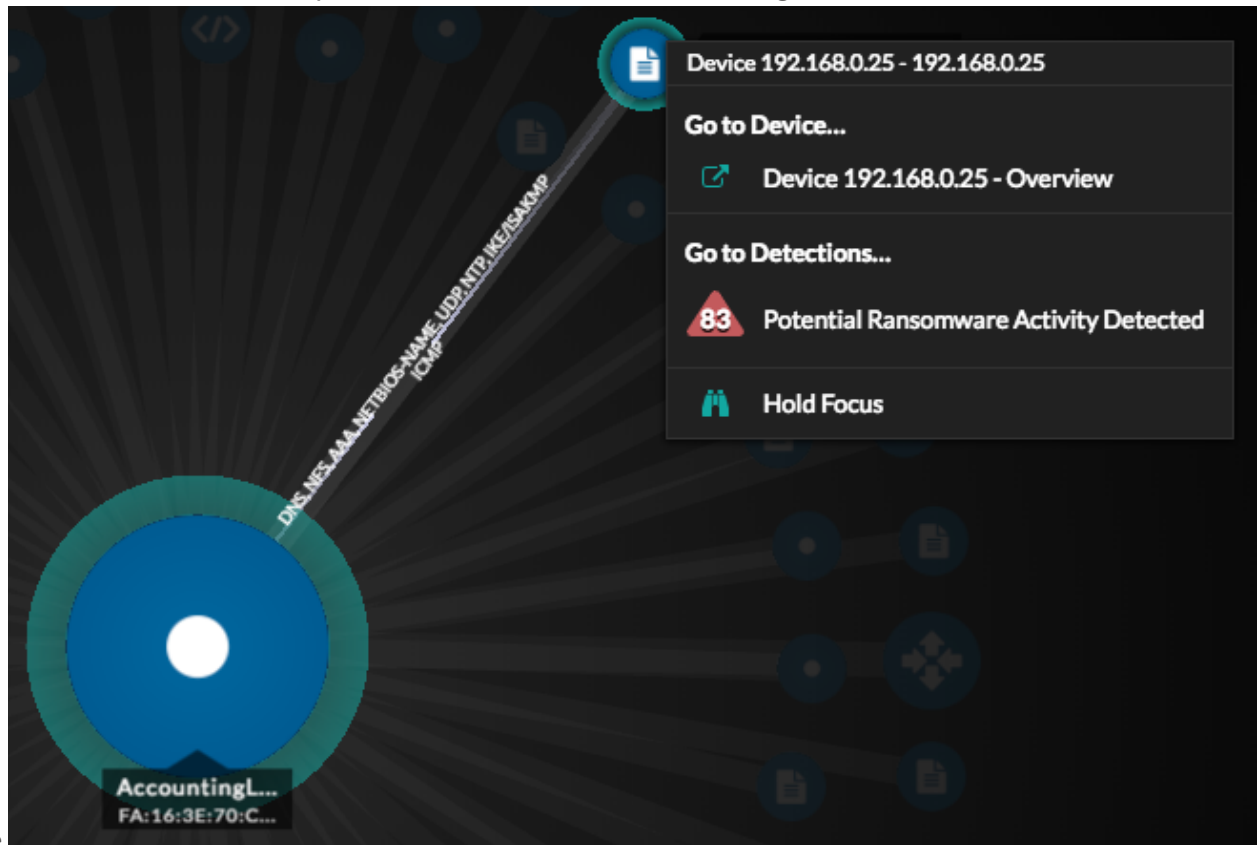 </>
Device 192.168.0.25 - 192.168.0.25
Go to Device...
Device 192.168.0.25 - Overview
Go to Detections...
83 Potential Ransomware Activity Detected
Hold Focus
DNS, NFS, AAA, NETBIOS-NAME, UDP, NTP, IKE/ISAKMP
ICMP
AccountingL...
FA:16:3E:70:C...